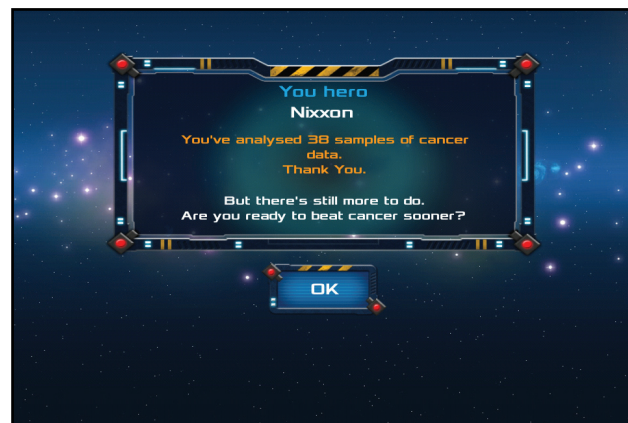 You hero
Nixxon
You've analysed 38 samples of cancer
data.
Thank You.
But there's still more to do.
Are you ready to beat cancer sooner?
OK